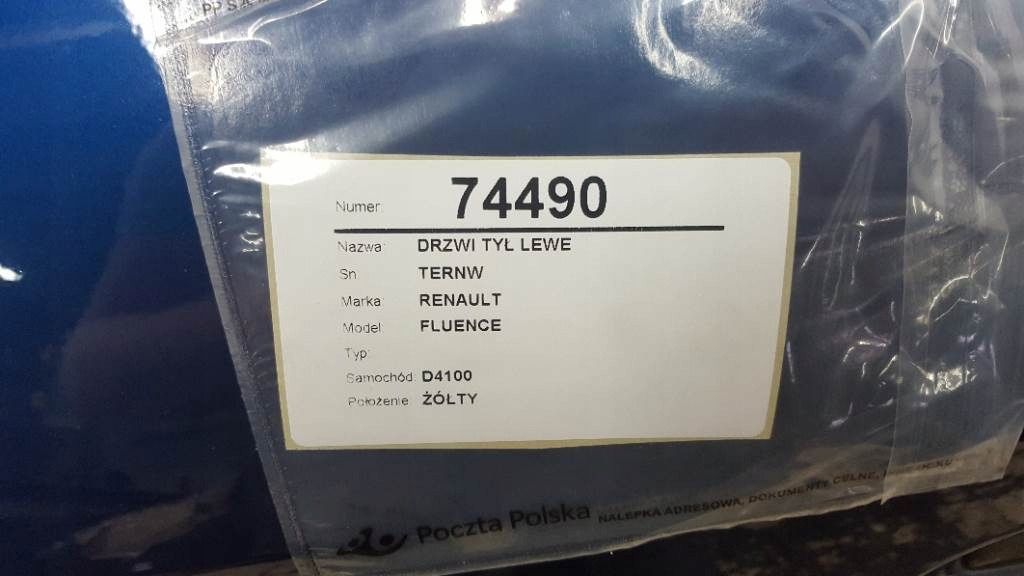 PP S.A.
Numer: 74490
Nazwa: DRZWI TYŁ LEWE
Sn: TERNW
Marka: RENAULT
Model: FLUENCE
Typ:
Samochód: D4100
Położenie: ŻÓŁTY
Poczta Polska NALEPKA ADRESOWA, DOKUMENTY CELNE,